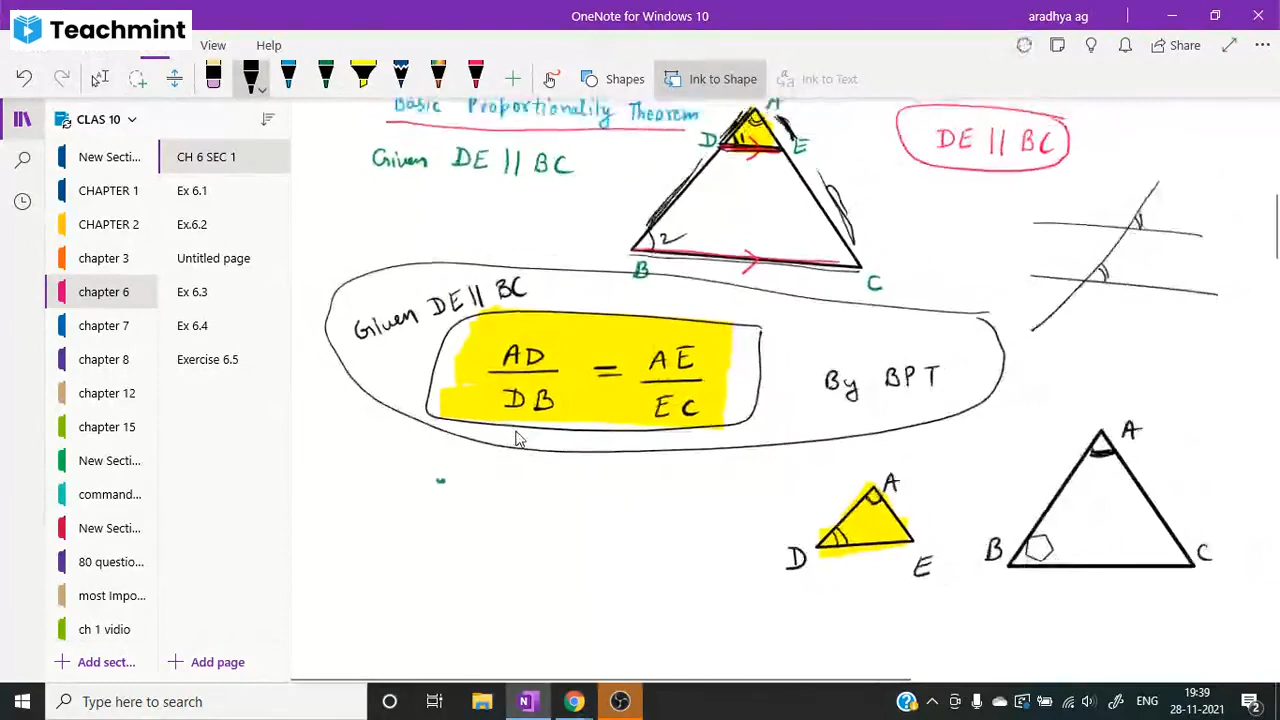 Teachmint
OneNote for Windows 10
aradhya ag
View
Help
Share
Shapes
Ink to Shape
Ink to Text
CLAS 10
New Secti...
CHAPTER 1
CHAPTER 2
chapter 3
chapter 6
chapter 7
chapter 8
chapter 12
chapter 15
New Secti...
command...
New Secti...
80 questio...
most Impo...
ch 1 vidio
Add sect...
CH 6 SEC 1
Ex 6.1
Ex.6.2
Untitled page
Ex 6.3
Ex 6.4
Exercise 6.5
Add page
Basic Proportionality Theorem
Given DE || BC
A
D
1
E
2
B
C
DE || BC
Given DE || BC
AD/DB = AE/EC
By BPT
A
D
E
A
B
C
Type here to search
ENG
19:39
28-11-2021
2